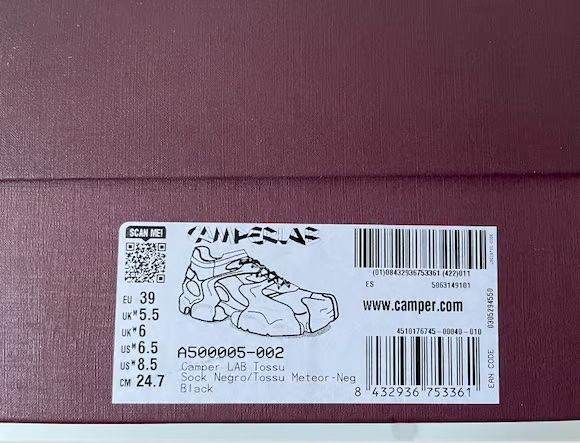 SCAN ME!
CAMPERLAB
EU 39
UK M 5.5
UK W 6
US M 6.5
US W 8.5
CM 24.7
A500005-002
Camper LAB Tossu
Sock Negro/Tossu Meteor-Neg
Black
(01)08432936753361(422)011
ES 5063149101
www.camper.com
4510176745-00040-010
8 432936 753361
EAN CODE
0305294550